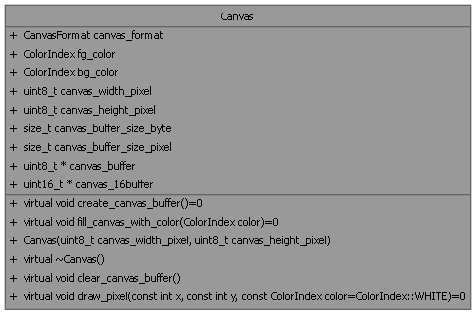 Canvas
+ CanvasFormat canvas_format
+ ColorIndex fg_color
+ ColorIndex bg_color
+ uint8_t canvas_width_pixel
+ uint8_t canvas_height_pixel
+ size_t canvas_buffer_size_byte
+ size_t canvas_buffer_size_pixel
+ uint8_t * canvas_buffer
+ uint16_t * canvas_16buffer
+ virtual void create_canvas_buffer()=0
+ virtual void fill_canvas_with_color(ColorIndex color)=0
+ Canvas(uint8_t canvas_width_pixel, uint8_t canvas_height_pixel)
+ virtual ~Canvas()
+ virtual void clear_canvas_buffer()
+ virtual void draw_pixel(const int x, const int y, const ColorIndex color=ColorIndex::WHITE)=0